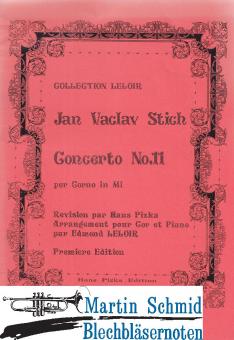 COLLECTION LELOIR
Jan Vaclav Stich
Concerto No.11
per Corno in Mi
Revision par Hans Pizka
Arrangement pour Cor et Piano
par Edmond LELOIR
Premiere Edition
Hans Pizka Edition
Martin Schmid
Blechbläsernoten